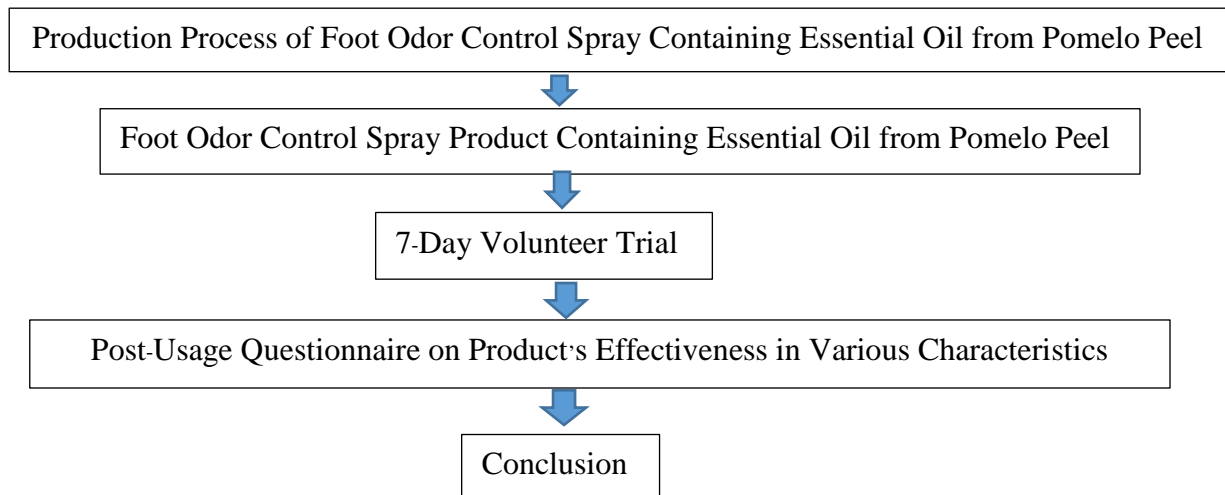 Production Process of Foot Odor Control Spray Containing Essential Oil from Pomelo Peel
Foot Odor Control Spray Product Containing Essential Oil from Pomelo Peel
7-Day Volunteer Trial
Post-Usage Questionnaire on Product's Effectiveness in Various Characteristics
Conclusion